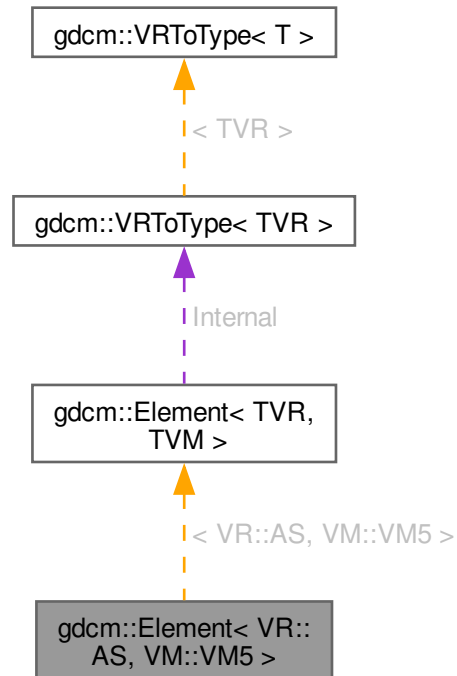 gdcm::VRToType< T >
< TVR >
gdcm::VRToType< TVR >
Internal
gdcm::Element< TVR,
TVM >
< VR::AS, VM::VM5 >
gdcm::Element< VR::
AS, VM::VM5 >